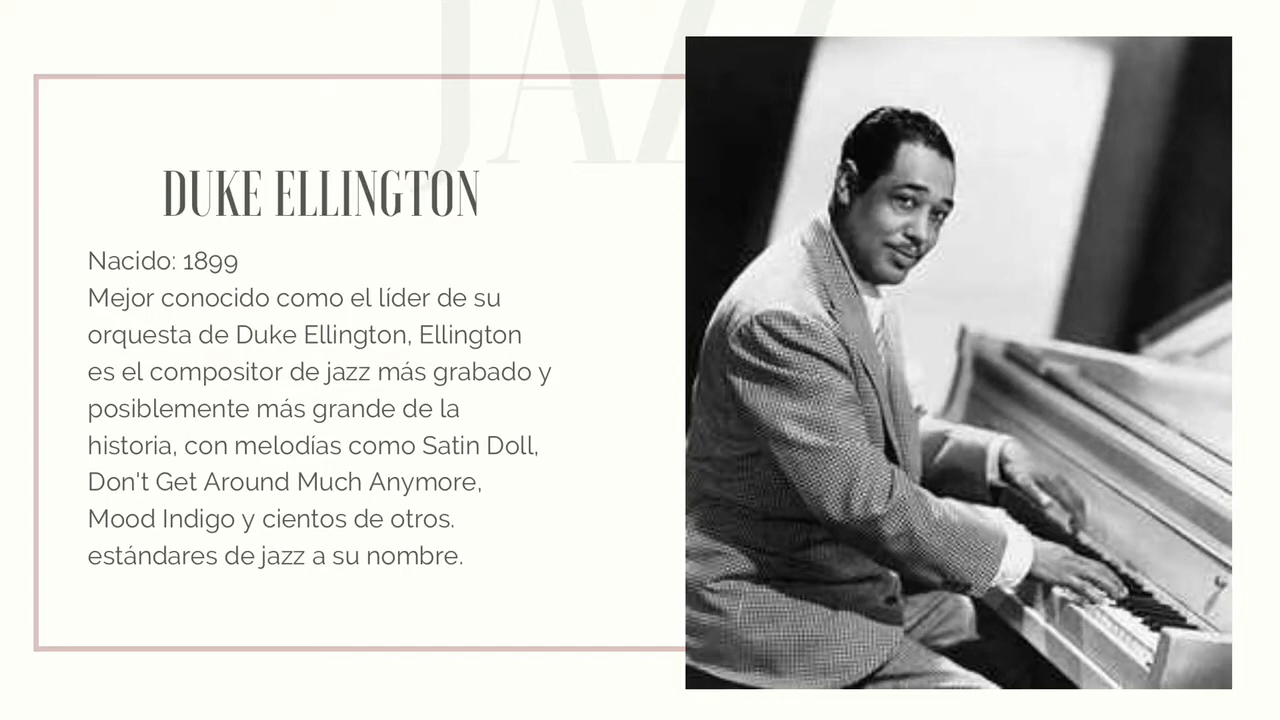 JAZZ
DUKE ELLINGTON
Nacido: 1899
Mejor conocido como el líder de su
orquesta de Duke Ellington, Ellington
es el compositor de jazz más grabado y
posiblemente más grande de la
historia, con melodías como Satin Doll,
Don't Get Around Much Anymore,
Mood Indigo y cientos de otros.
estándares de jazz a su nombre.